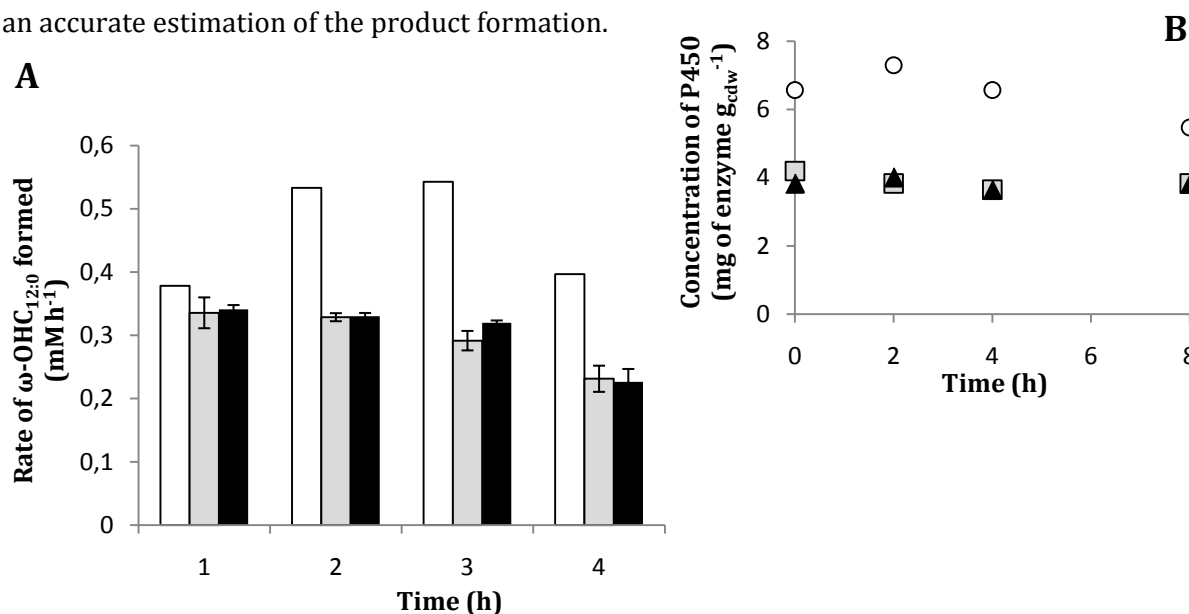 an accurate estimation of the product formation.
A
Rate of ω-OHC12:0 formed
(mM h-1)
0,6
0,5
0,4
0,3
0,2
0,1
0
1 2 3 4
Time (h)
B
Concentration of P450
(mg of enzyme gcdw-1)
8
6
4
2
0
0 2 4 6 8
Time (h)